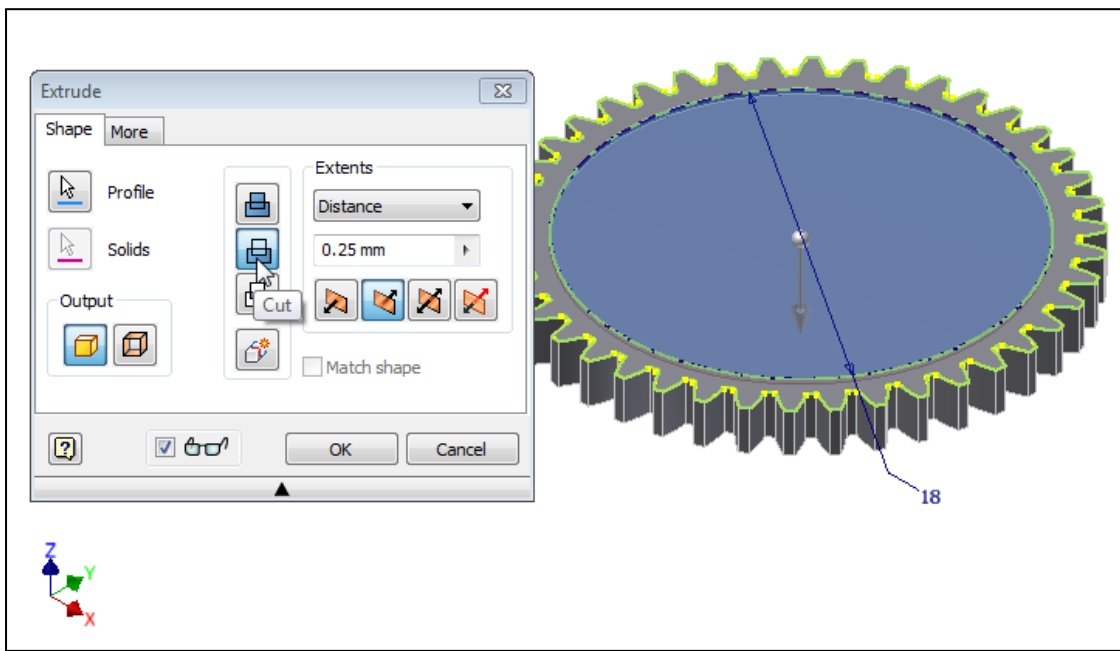 Extrude
Shape More
Profile
Solids
Output
Cut
Extents
Distance
0.25 mm
Match shape
?
OK Cancel
18
Z
Y
X